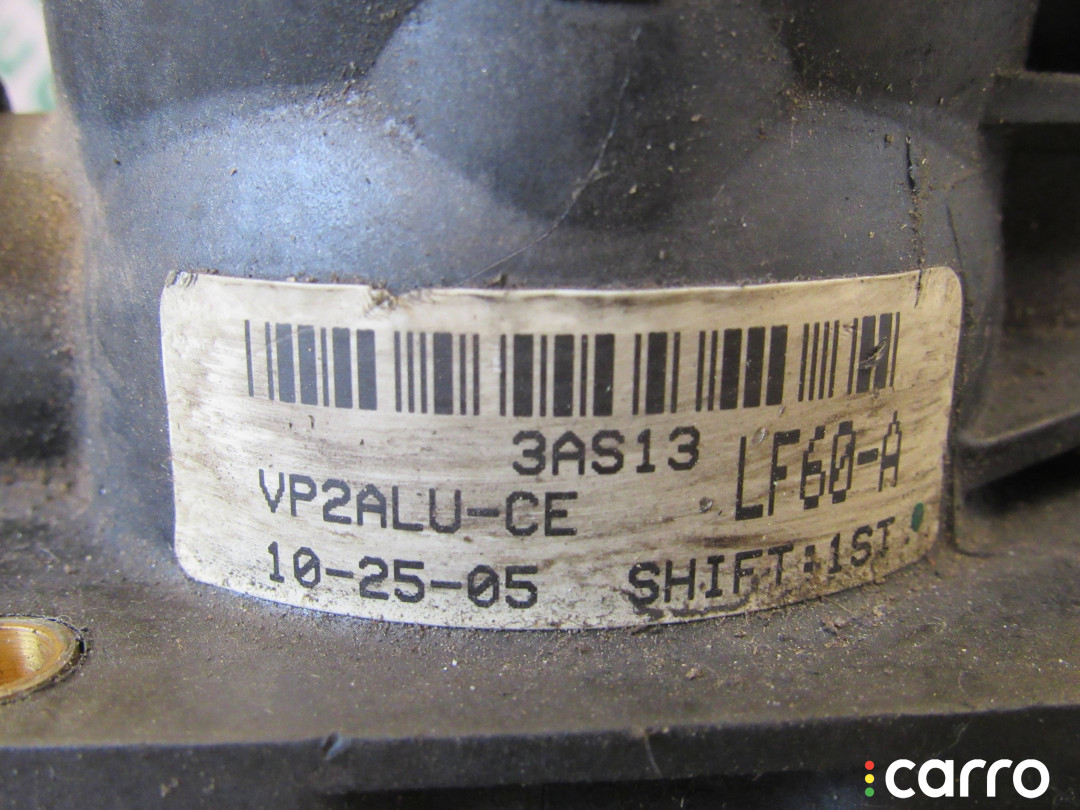 3AS13 LF60-A
VP2ALU-CE
10-25-05 SHIFT:1ST
carro